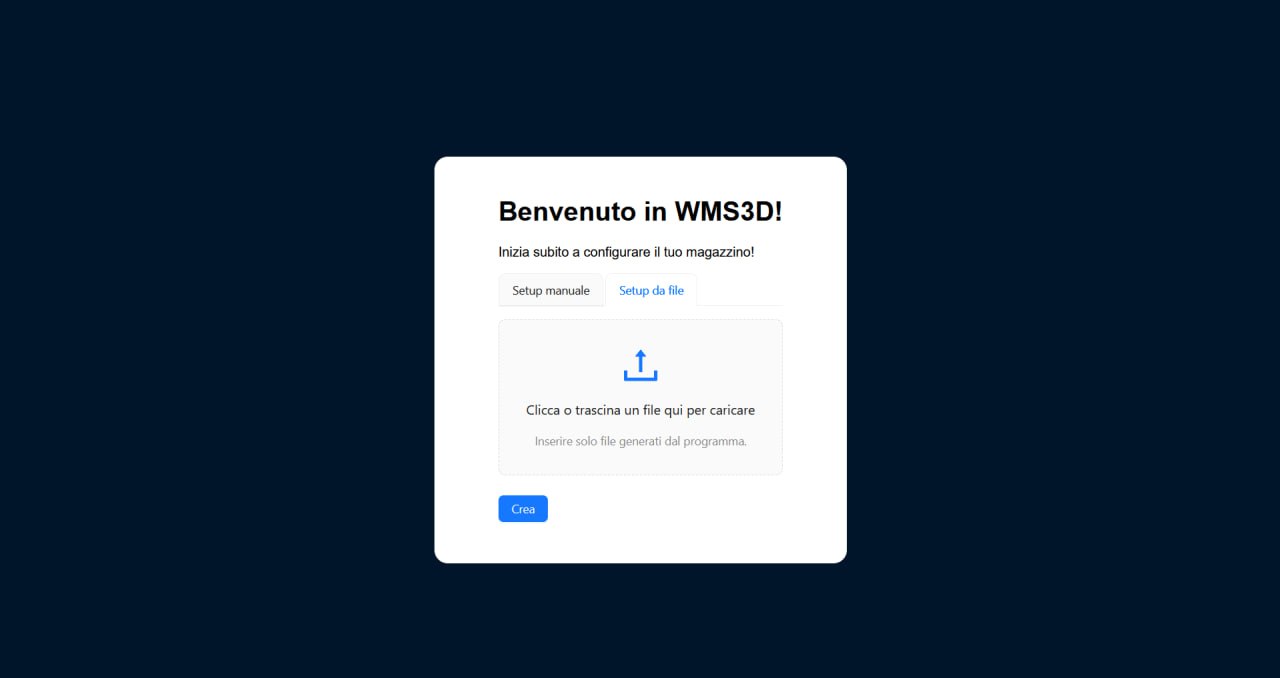 Benvenuto in WMS3D!
Inizia subito a configurare il tuo magazzino!
Setup manuale Setup da file
Clicca o trascina un file qui per caricare
Inserire solo file generati dal programma.
Crea